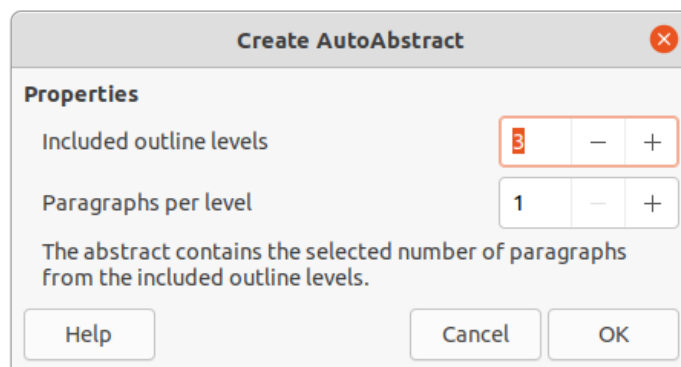 Create AutoAbstract
Properties
Included outline levels 3
Paragraphs per level 1
The abstract contains the selected number of paragraphs
from the included outline levels.
Help Cancel OK